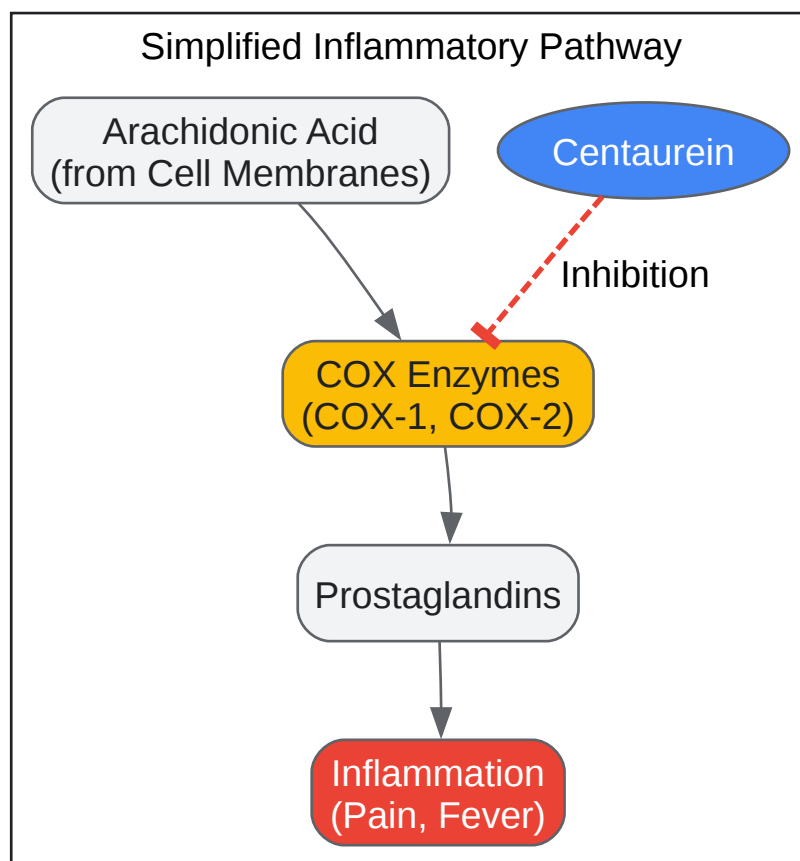 Simplified Inflammatory Pathway
Arachidonic Acid
(from Cell Membranes)
Centaurein
Inhibition
COX Enzymes
(COX-1, COX-2)
Prostaglandins
Inflammation
(Pain, Fever)